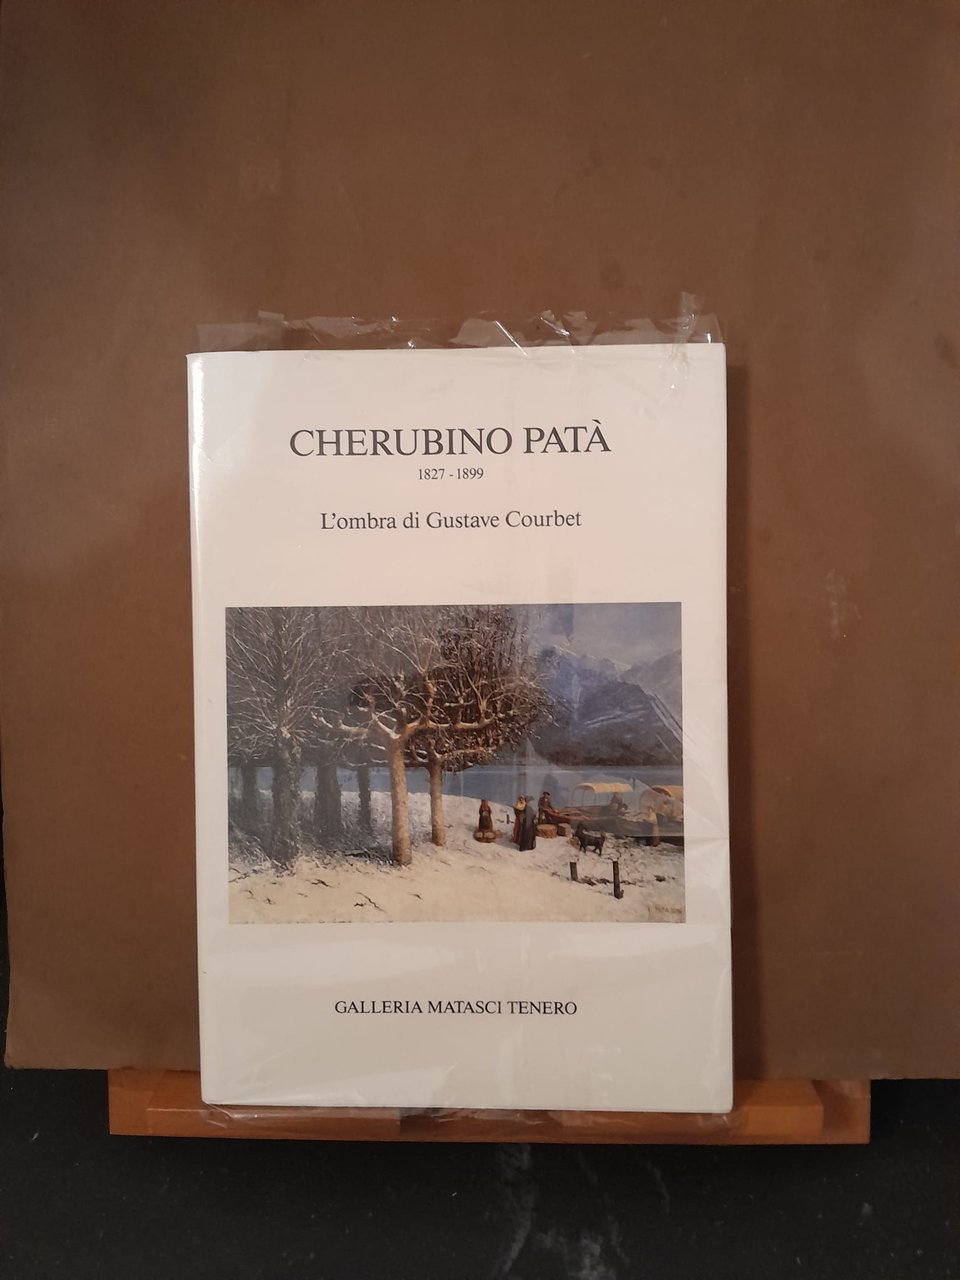 CHERUBINO PATÀ
1827 - 1899
L'ombra di Gustave Courbet
GALLERIA MATASCI TENERO